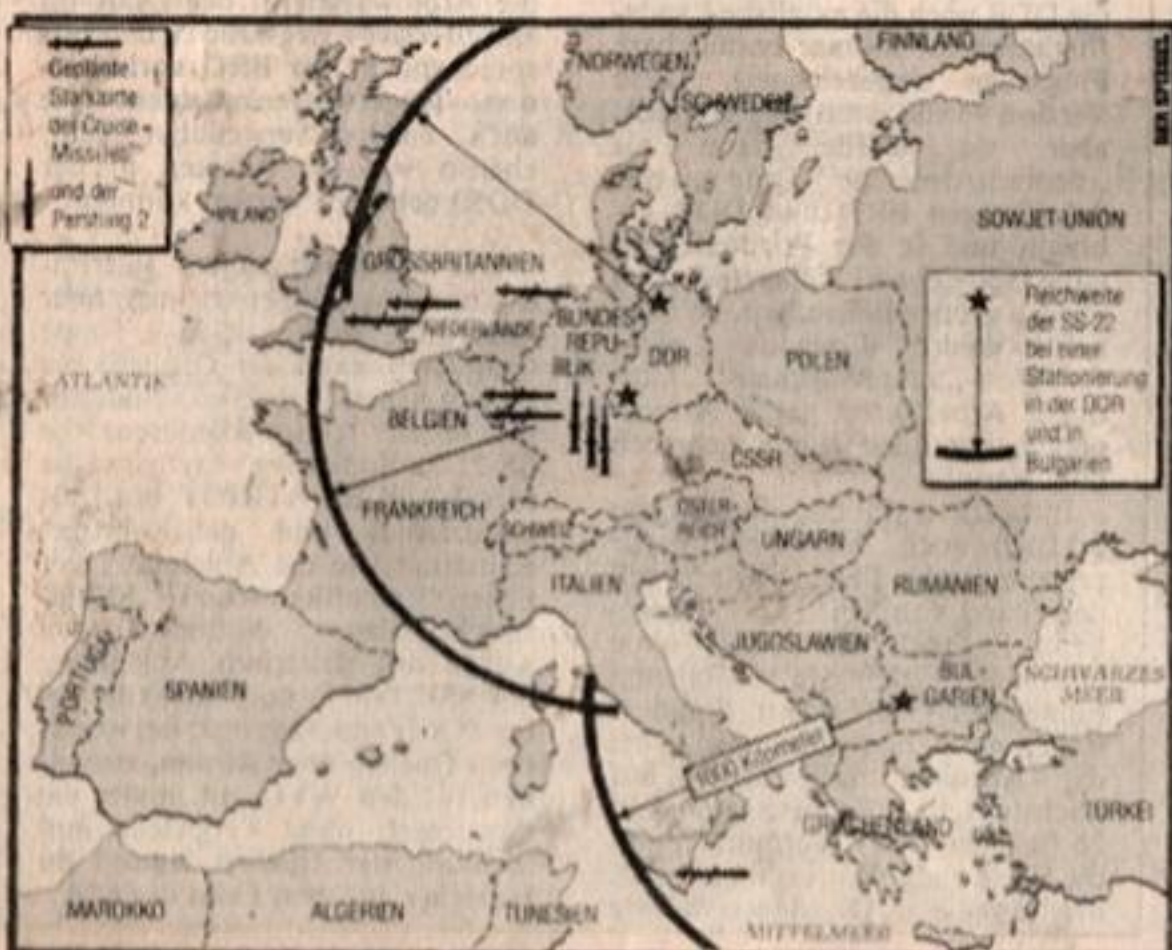 Geplante
Startorte
der Cruise
Missiles
und der
Pershing 2
NORWEGEN
FINNLAND
SCHWEDEN
DER SPIEGEL
IRLAND
SOWJET-UNION
GROSSBRITANNIEN
NIEDERLANDE
BUNDES-
REPU-
BLIK
DDR
POLEN
Reichweite
der SS-22
bei einer
Stationierung
in der DDR
und in
Bulgarien
ATLANTIK
BELGIEN
ČSSR
FRANKREICH
SCHWEIZ
ÖSTER-
REICH
UNGARN
ITALIEN
RUMÄNIEN
JUGOSLAWIEN
BUL-
GARIEN
SCHWARZES
MEER
PORTUGAL
SPANIEN
1000 Kilometer
GRIECHENLAND
TÜRKEI
MAROKKO
ALGERIEN
TUNESIEN
MITTELMEER